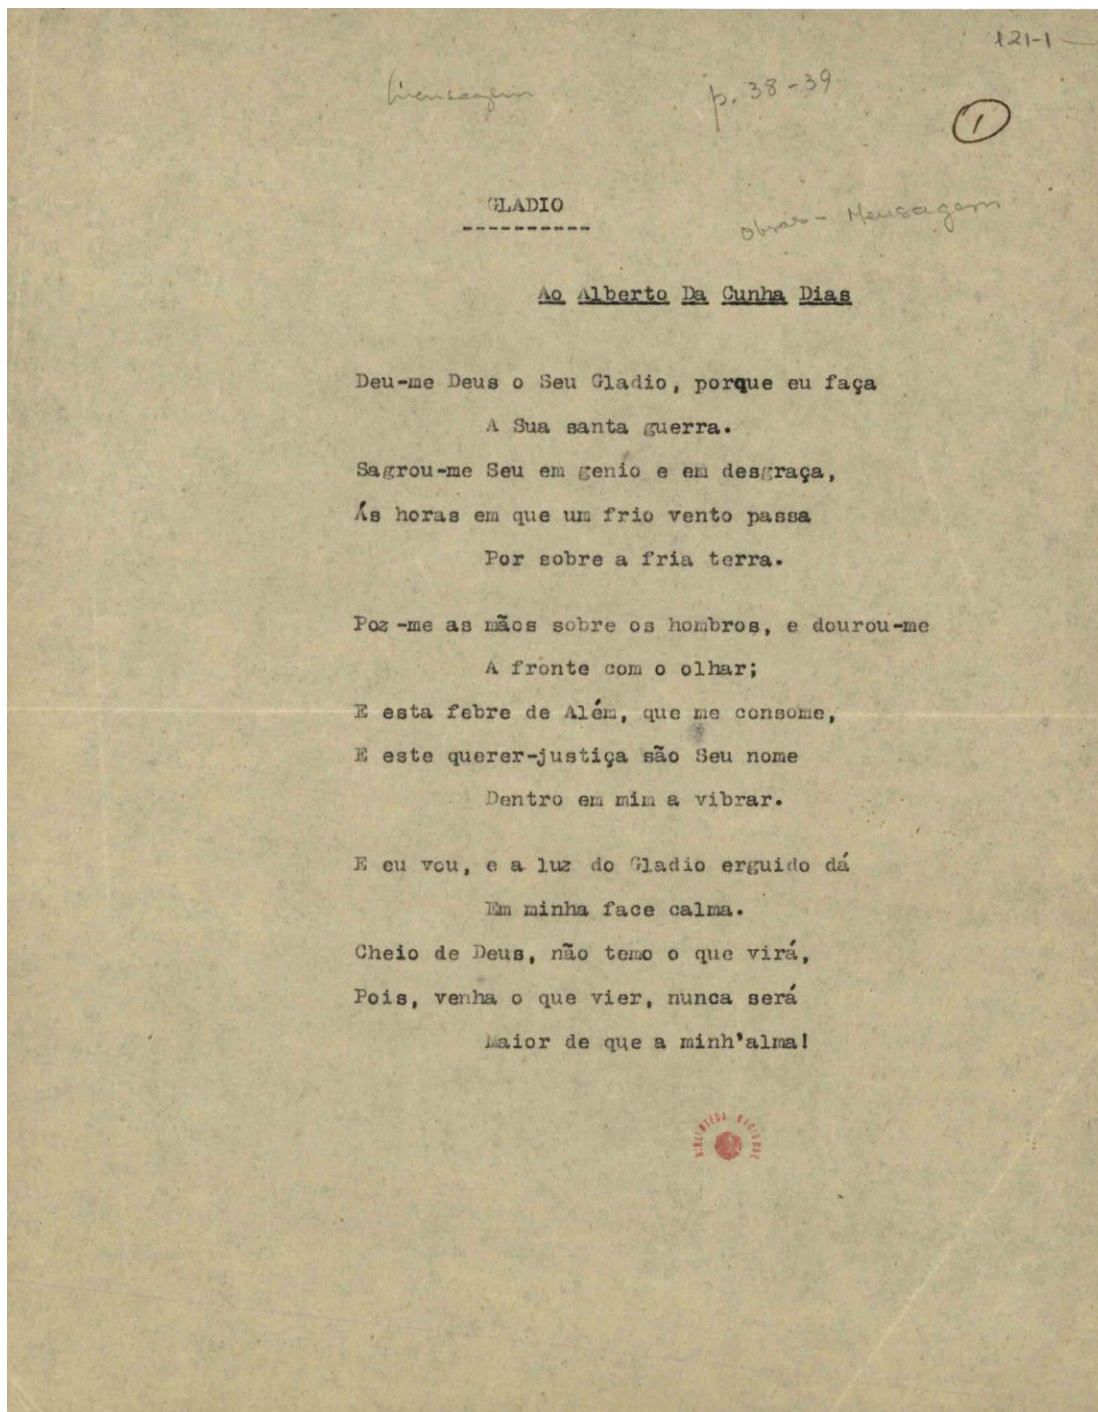 121-1
Mensagem
p. 38-39
1
GLADIO
----------
Obras - Mensagem
Ao Alberto Da Cunha Dias
Deu-me Deus o Seu Gladio, porque eu faça
A Sua santa guerra.
Sagrou-me Seu em genio e em desgraça,
Ás horas em que um frio vento passa
Por sobre a fria terra.
Poz-me as mãos sobre os hombros, e dourou-me
A fronte com o olhar;
E esta febre de Além, que me consome,
E este querer-justiça são Seu nome
Dentro em mim a vibrar.
E eu vou, e a luz do Gladio erguido dá
Em minha face calma.
Cheio de Deus, não temo o que virá,
Pois, venha o que vier, nunca será
Maior de que a minh'alma!
BIBLIOTECA NACIONAL